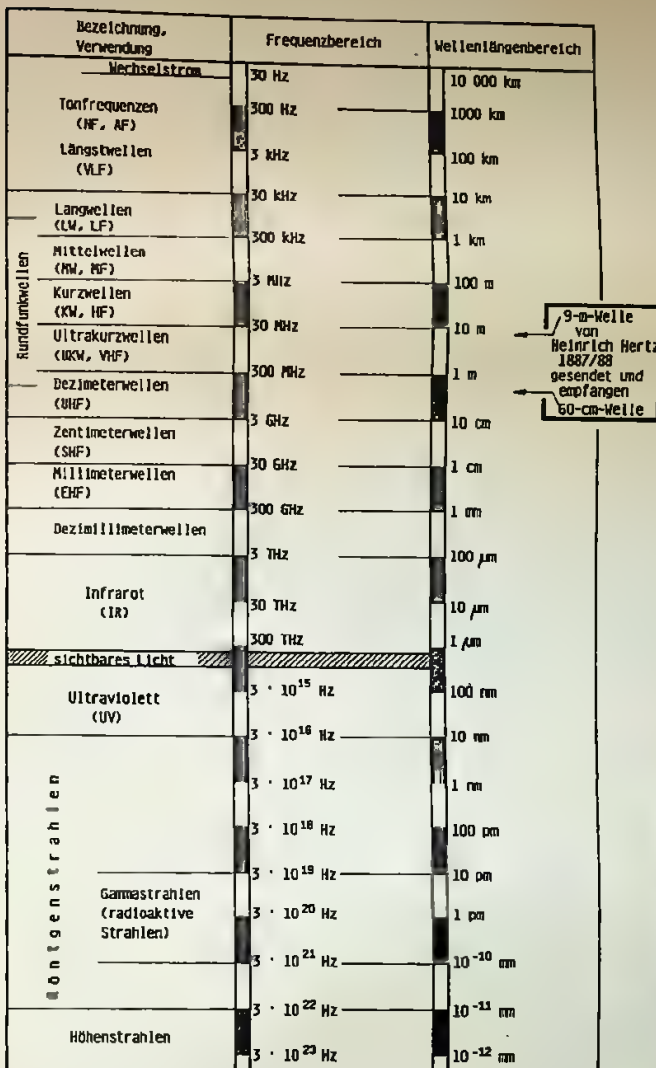 Bezeichnung,
Verwendung
Frequenzbereich
Wellenlängenbereich
Wechselstrom
30 Hz
10 000 km
Tonfrequenzen
(NF, AF)
300 Hz
1000 km
Längstwellen
(VLF)
3 kHz
100 km
30 kHz
10 km
Rundfunkwellen
Langwellen
(LW, LF)
300 kHz
1 km
Mittelwellen
(MW, MF)
3 MHz
100 m
Kurzwellen
(KW, HF)
30 MHz
10 m
9-m-Welle
von
Heinrich Hertz
1887/88
gesendet und
empfangen
60-cm-Welle
Ultrakurzwellen
(UKW, VHF)
300 MHz
1 m
Dezimeterwellen
(UHF)
3 GHz
10 cm
Zentimeterwellen
(SHF)
30 GHz
1 cm
Millimeterwellen
(EHF)
300 GHz
1 mm
Dezimillimeterwellen
3 THz
100 µm
Infrarot
(IR)
30 THz
10 µm
300 THz
1 µm
sichtbares Licht
Ultraviolett
(UV)
3 · 10¹⁵ Hz
100 nm
3 · 10¹⁶ Hz
10 nm
Röntgenstrahlen
3 · 10¹⁷ Hz
1 nm
3 · 10¹⁸ Hz
100 pm
3 · 10¹⁹ Hz
10 pm
Gammastrahlen
(radioaktive
Strahlen)
3 · 10²⁰ Hz
1 pm
3 · 10²¹ Hz
10⁻¹⁰ mm
3 · 10²² Hz
10⁻¹¹ mm
Höhenstrahlen
3 · 10²³ Hz
10⁻¹² mm